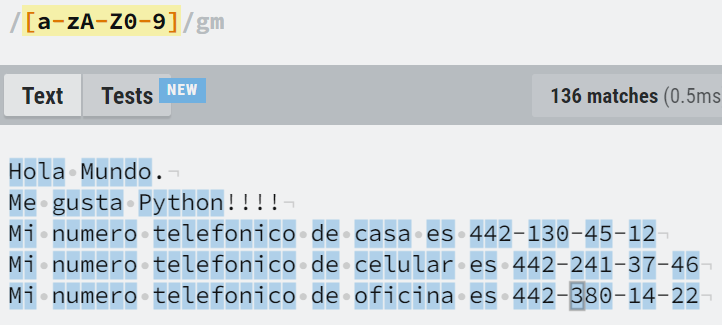 /[a-zA-Z0-9]/gm
Text Tests NEW 136 matches (0.5ms
Hola Mundo.
Me gusta Python!!!!
Mi numero telefonico de casa es 442-130-45-12
Mi numero telefonico de celular es 442-241-37-46
Mi numero telefonico de oficina es 442-380-14-22